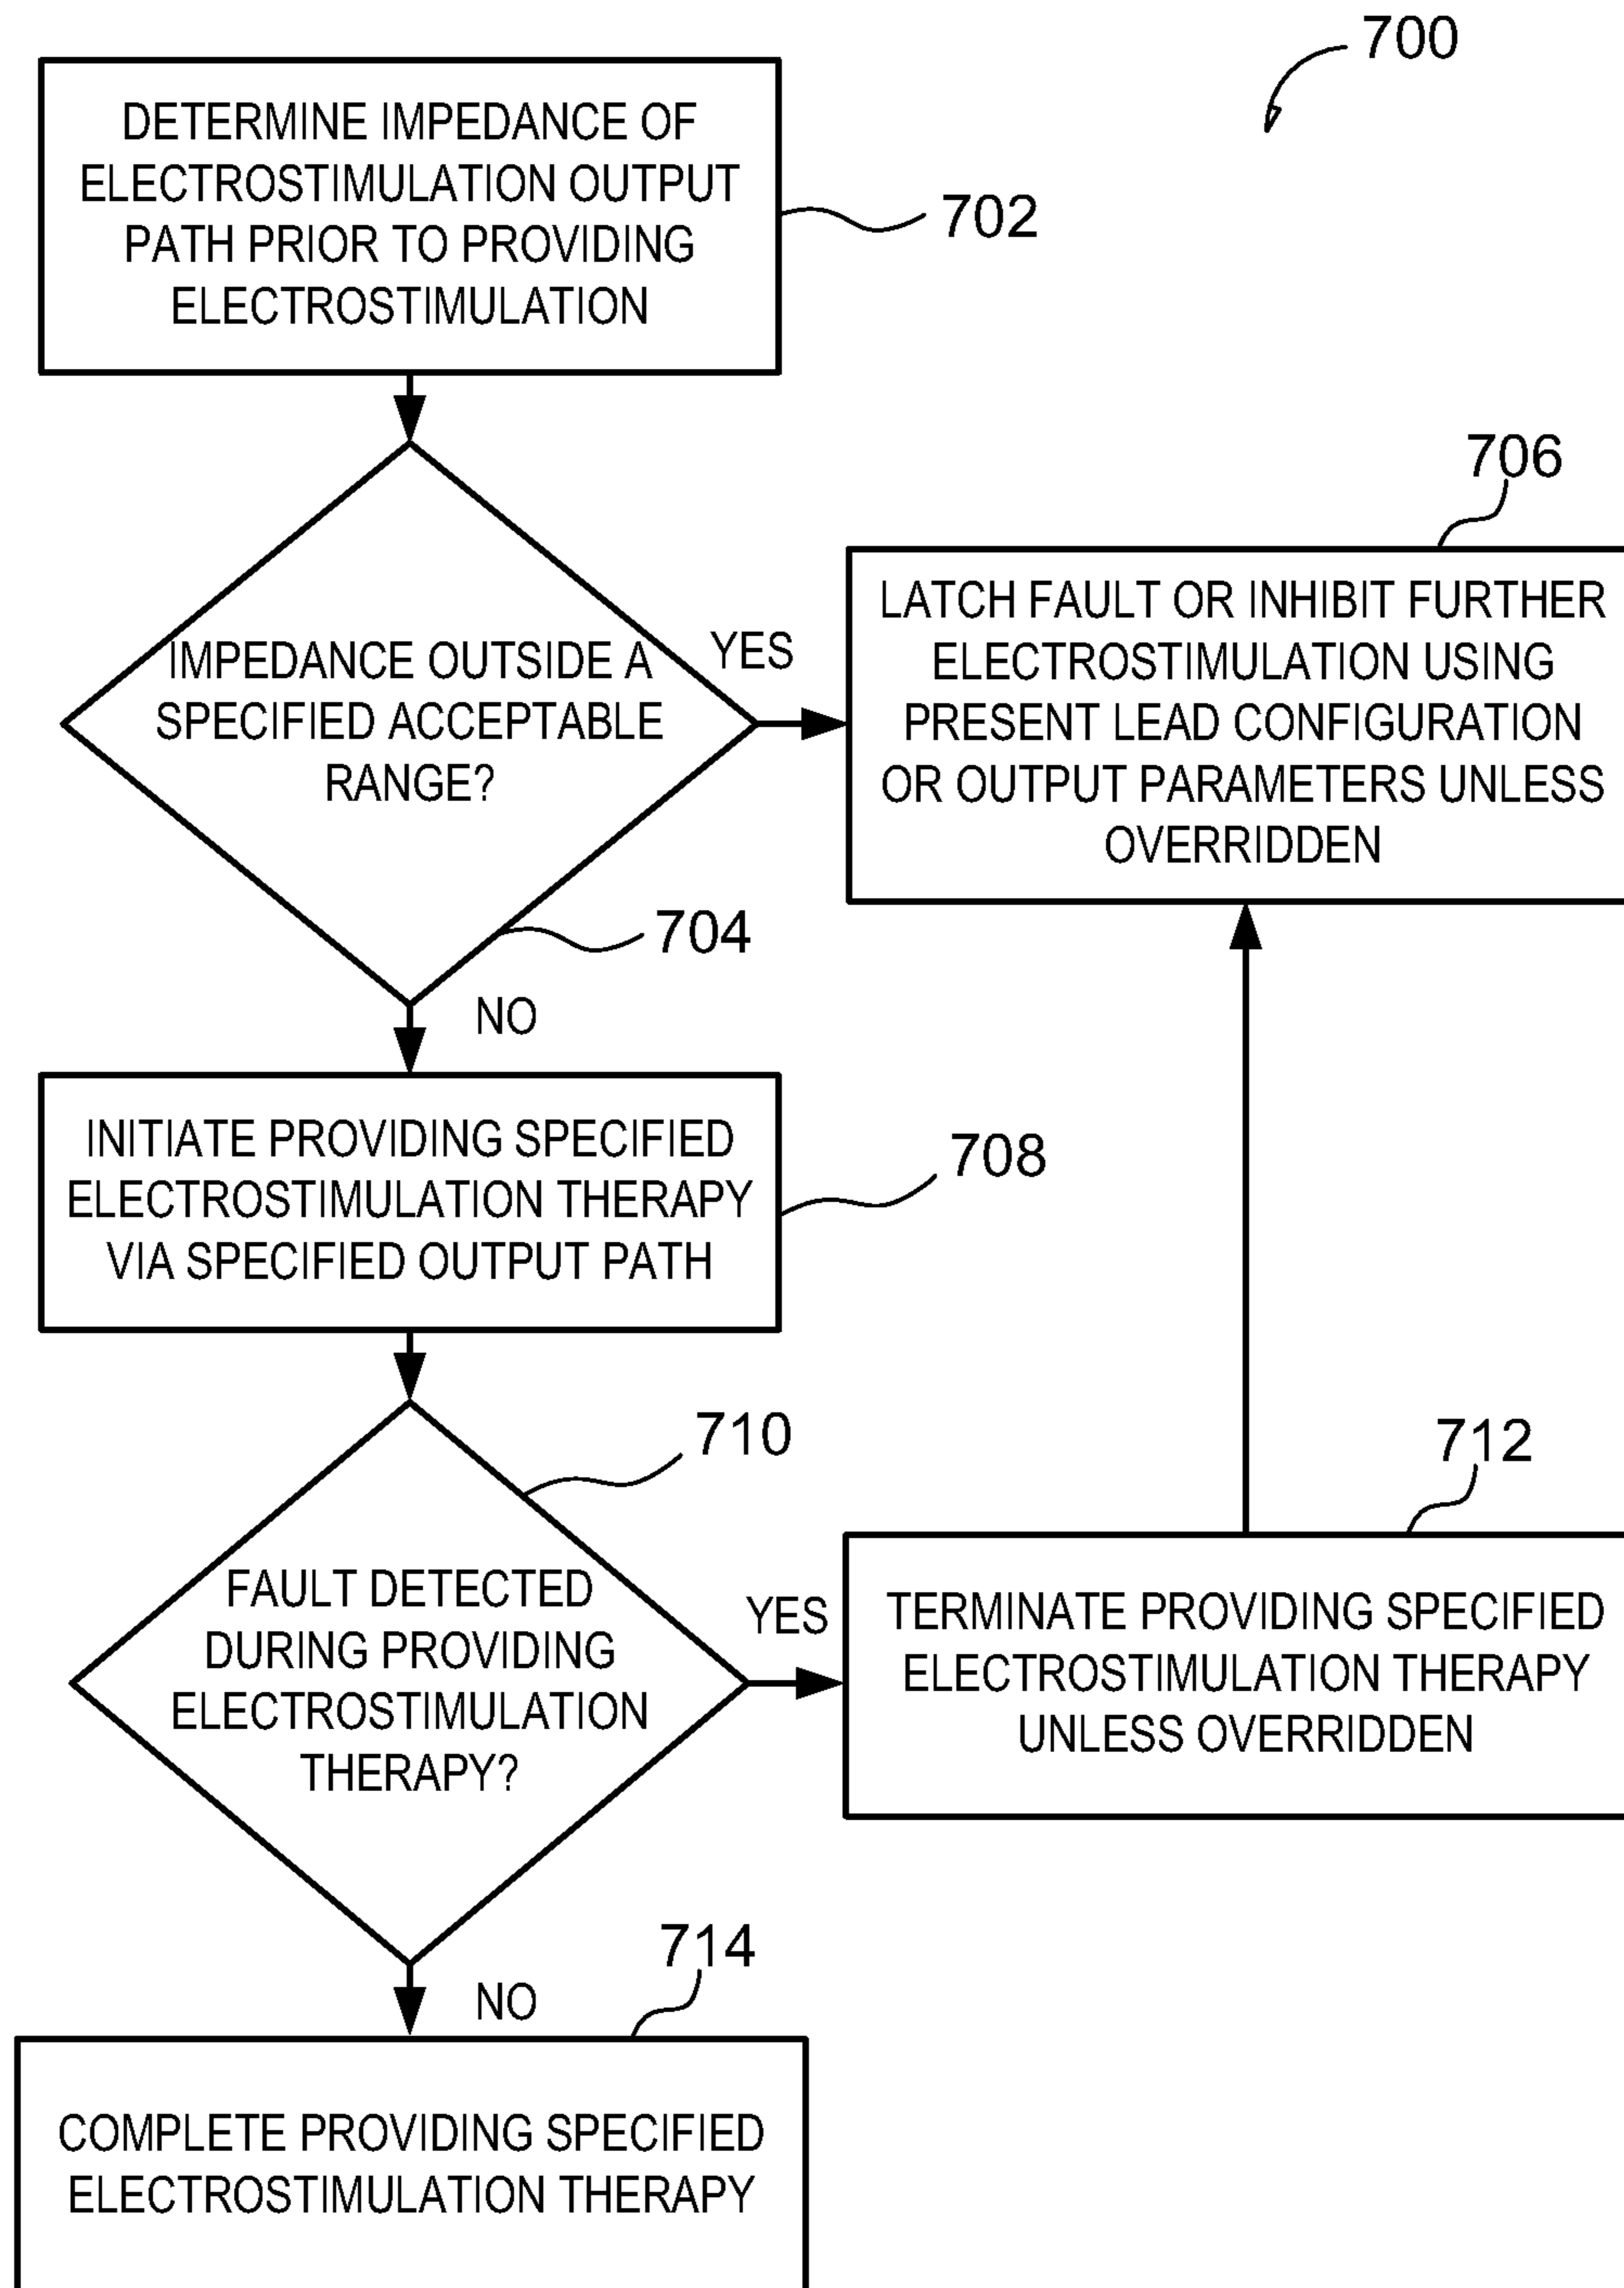 700
DETERMINE IMPEDANCE OF
ELECTROSTIMULATION OUTPUT
PATH PRIOR TO PROVIDING
ELECTROSTIMULATION
702
IMPEDANCE OUTSIDE A
SPECIFIED ACCEPTABLE
RANGE?
704
YES
706
LATCH FAULT OR INHIBIT FURTHER
ELECTROSTIMULATION USING
PRESENT LEAD CONFIGURATION
OR OUTPUT PARAMETERS UNLESS
OVERRIDDEN
NO
INITIATE PROVIDING SPECIFIED
ELECTROSTIMULATION THERAPY
VIA SPECIFIED OUTPUT PATH
708
710
FAULT DETECTED
DURING PROVIDING
ELECTROSTIMULATION
THERAPY?
YES
712
TERMINATE PROVIDING SPECIFIED
ELECTROSTIMULATION THERAPY
UNLESS OVERRIDDEN
NO
714
COMPLETE PROVIDING SPECIFIED
ELECTROSTIMULATION THERAPY